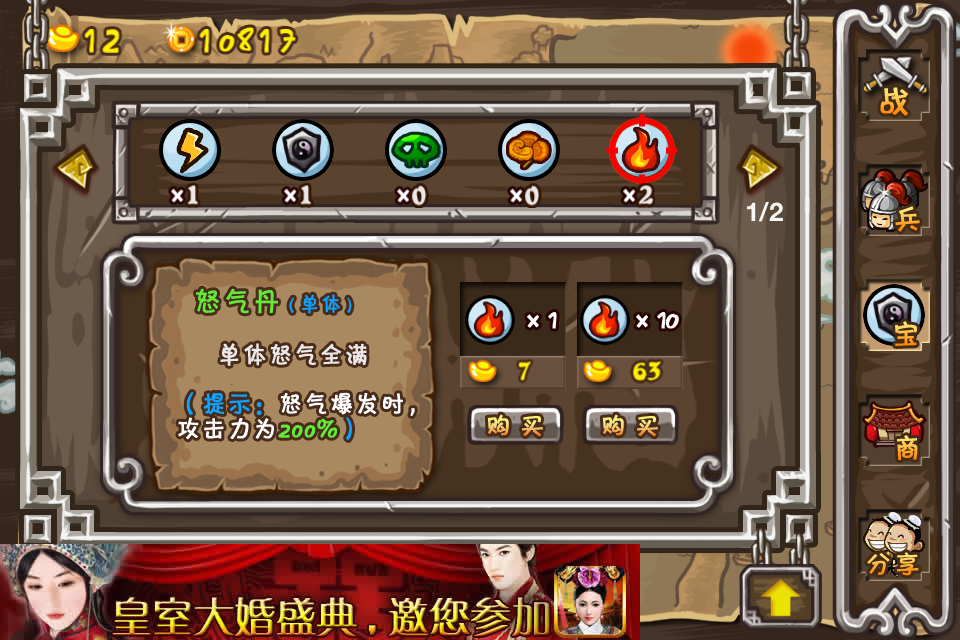 12 10817
战
×1 ×1 ×0 ×0 ×2
兵
1/2
怒气丹(单体)
单体怒气全满
(提示:怒气爆发时,
攻击力为200%)
×1 ×10
7 63
购买 购买
宝
商
分享
皇室大婚盛典,邀您参加